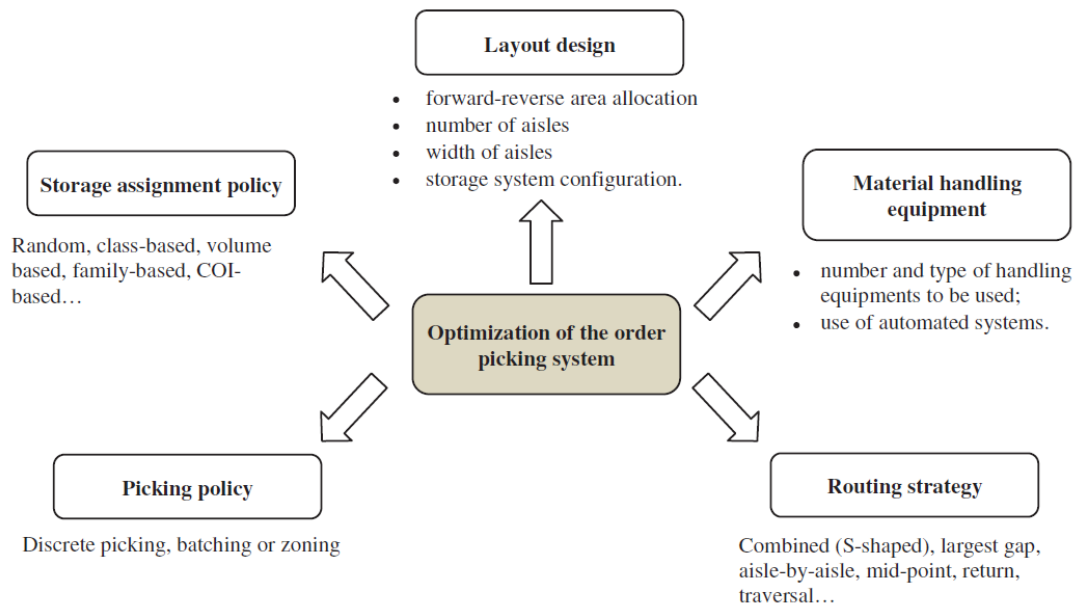 Layout design
• forward-reverse area allocation
• number of aisles
• width of aisles
• storage system configuration.
Storage assignment policy
Random, class-based, volume
based, family-based, COI-
based…
Material handling
equipment
• number and type of handling
equipments to be used;
• use of automated systems.
Optimization of the order
picking system
Picking policy
Discrete picking, batching or zoning
Routing strategy
Combined (S-shaped), largest gap,
aisle-by-aisle, mid-point, return,
traversal…